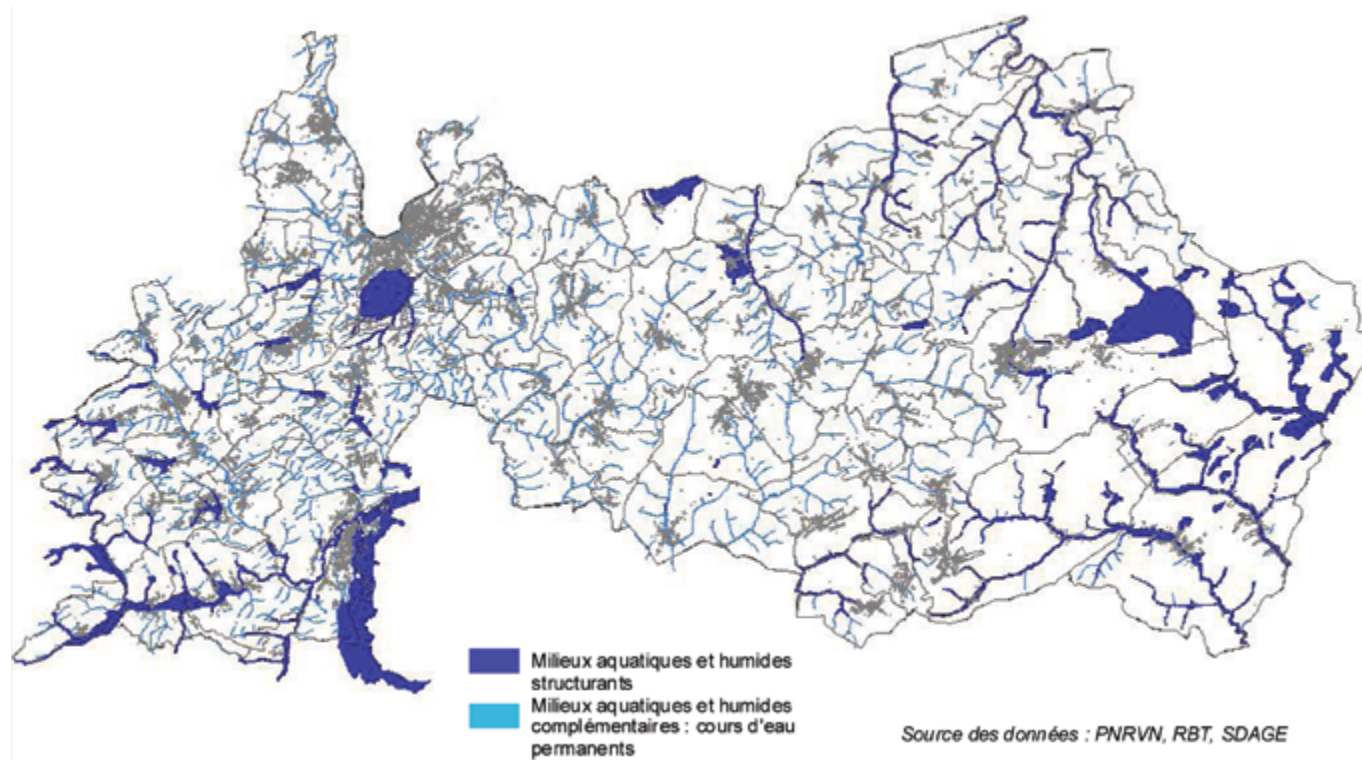 Milieux aquatiques et humides
structurants
Milieux aquatiques et humides
complémentaires : cours d'eau
permanents
Source des données : PNRVN, RBT, SDAGE